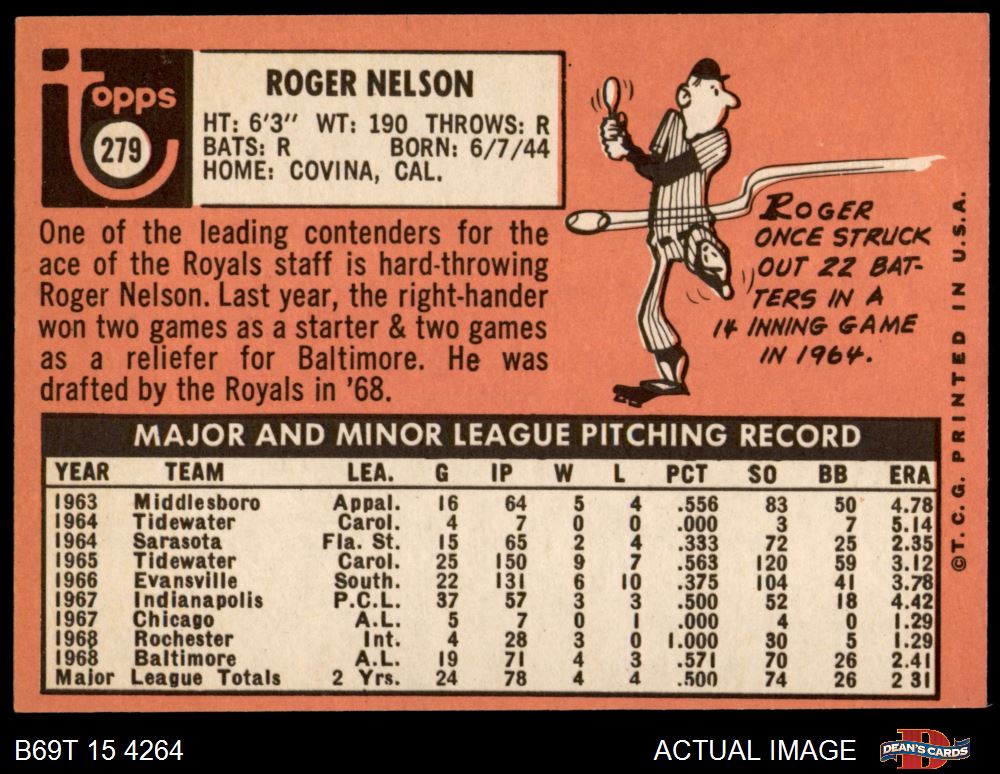 Topps
279
ROGER NELSON
HT: 6'3" WT: 190 THROWS: R
BATS: R BORN: 6/7/44
HOME: COVINA, CAL.
One of the leading contenders for the
ace of the Royals staff is hard-throwing
Roger Nelson. Last year, the right-hander
won two games as a starter & two games
as a reliefer for Baltimore. He was
drafted by the Royals in '68.
ROGER
ONCE STRUCK
OUT 22 BAT-
TERS IN A
14 INNING GAME
IN 1964.
MAJOR AND MINOR LEAGUE PITCHING RECORD
YEAR TEAM LEA. G IP W L PCT SO BB ERA
1963 Middlesboro Appal. 16 64 5 4 .556 83 50 4.78
1964 Tidewater Carol. 4 7 0 0 .000 3 7 5.14
1964 Sarasota Fla. St. 15 65 2 4 .333 72 25 2.35
1965 Tidewater Carol. 25 150 9 7 .563 120 59 3.12
1966 Evansville South. 22 131 6 10 .375 104 41 3.78
1967 Indianapolis P.C.L. 37 57 3 3 .500 52 18 4.42
1967 Chicago A.L. 5 7 0 1 .000 4 0 1.29
1968 Rochester Int. 4 28 3 0 1.000 30 5 1.29
1968 Baltimore A.L. 19 71 4 3 .571 70 26 2.41
Major League Totals 2 Yrs. 24 78 4 4 .500 74 26 2 31
©T. C. G. PRINTED IN U.S.A.
B69T 15 4264
ACTUAL IMAGE
D
DEAN'S CARDS